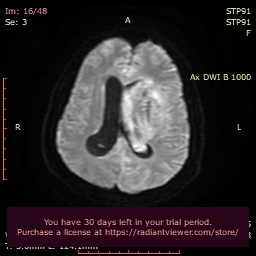 Im: 16/48
Se: 3
STP91
STP91
F
A
Ax DWI B 1000
R
L
You have 30 days left in your trial period.
Purchase a license at https://radiantviewer.com/store/